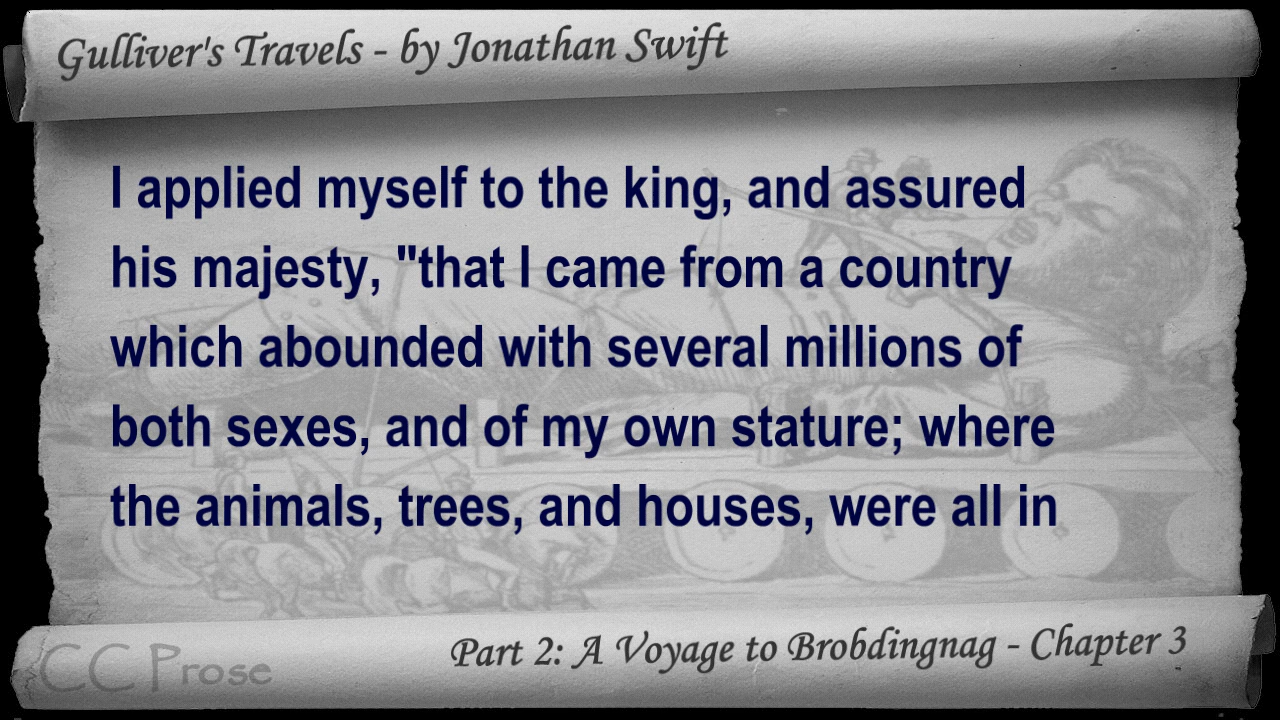 Gulliver's Travels - by Jonathan Swift
I applied myself to the king, and assured
his majesty, "that I came from a country
which abounded with several millions of
both sexes, and of my own stature; where
the animals, trees, and houses, were all in
Part 2: A Voyage to Brobdingnag - Chapter 3
CC Prose